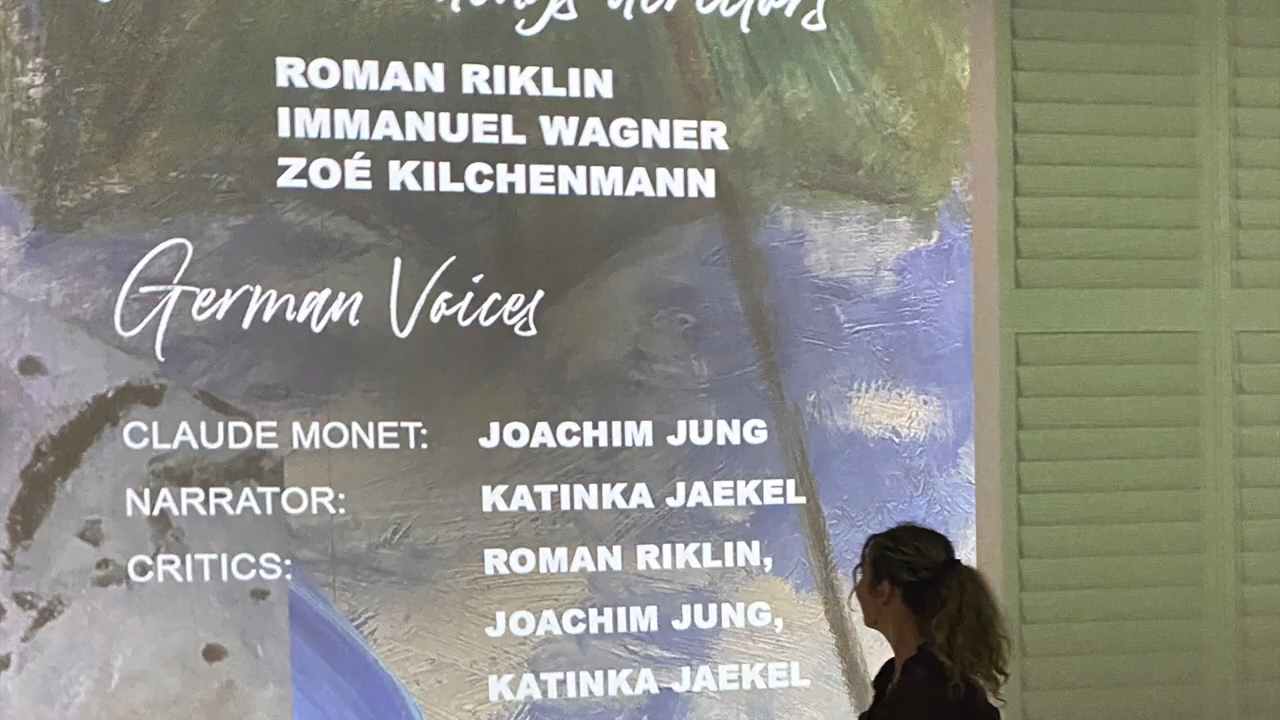 directors
ROMAN RIKLIN
IMMANUEL WAGNER
ZOÉ KILCHENMANN
German Voices
CLAUDE MONET: JOACHIM JUNG
NARRATOR: KATINKA JAEKEL
CRITICS: ROMAN RIKLIN,
JOACHIM JUNG,
KATINKA JAEKEL